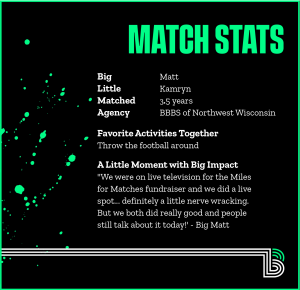 MATCH STATS
Big Matt
Little Kamryn
Matched 3.5 years
Agency BBBS of Northwest Wisconsin
Favorite Activities Together
Throw the football around
A Little Moment with Big Impact
"We were on live television for the Miles
for Matches fundraiser and we did a live
spot... definitely a little nerve wracking.
But we both did really good and people
still talk about it today!' - Big Matt